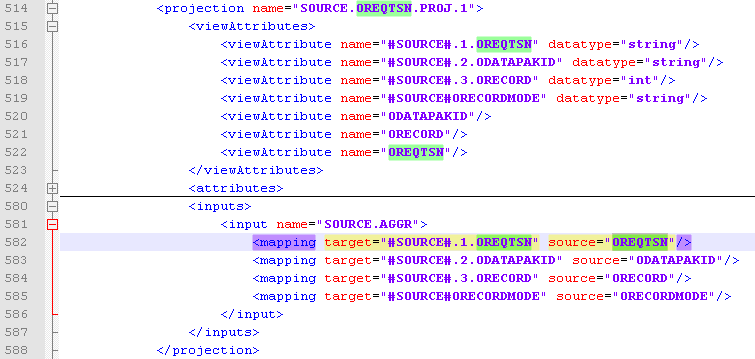 514 <projection name="SOURCE.0REQTSN.PROJ.1">
515 <viewAttributes>
516 <viewAttribute name="#SOURCE#.1.0REQTSN" datatype="string"/>
517 <viewAttribute name="#SOURCE#.2.0DATAPAKID" datatype="string"/>
518 <viewAttribute name="#SOURCE#.3.0RECORD" datatype="int"/>
519 <viewAttribute name="#SOURCE#0RECORDMODE" datatype="string"/>
520 <viewAttribute name="0DATAPAKID"/>
521 <viewAttribute name="0RECORD"/>
522 <viewAttribute name="0REQTSN"/>
523 </viewAttributes>
524 <attributes>
580 <inputs>
581 <input name="SOURCE.AGGR">
582 <mapping target="#SOURCE#.1.0REQTSN" source="0REQTSN"/>
583 <mapping target="#SOURCE#.2.0DATAPAKID" source="0DATAPAKID"/>
584 <mapping target="#SOURCE#.3.0RECORD" source="0RECORD"/>
585 <mapping target="#SOURCE#0RECORDMODE" source="0RECORDMODE"/>
586 </input>
587 </inputs>
588 </projection>